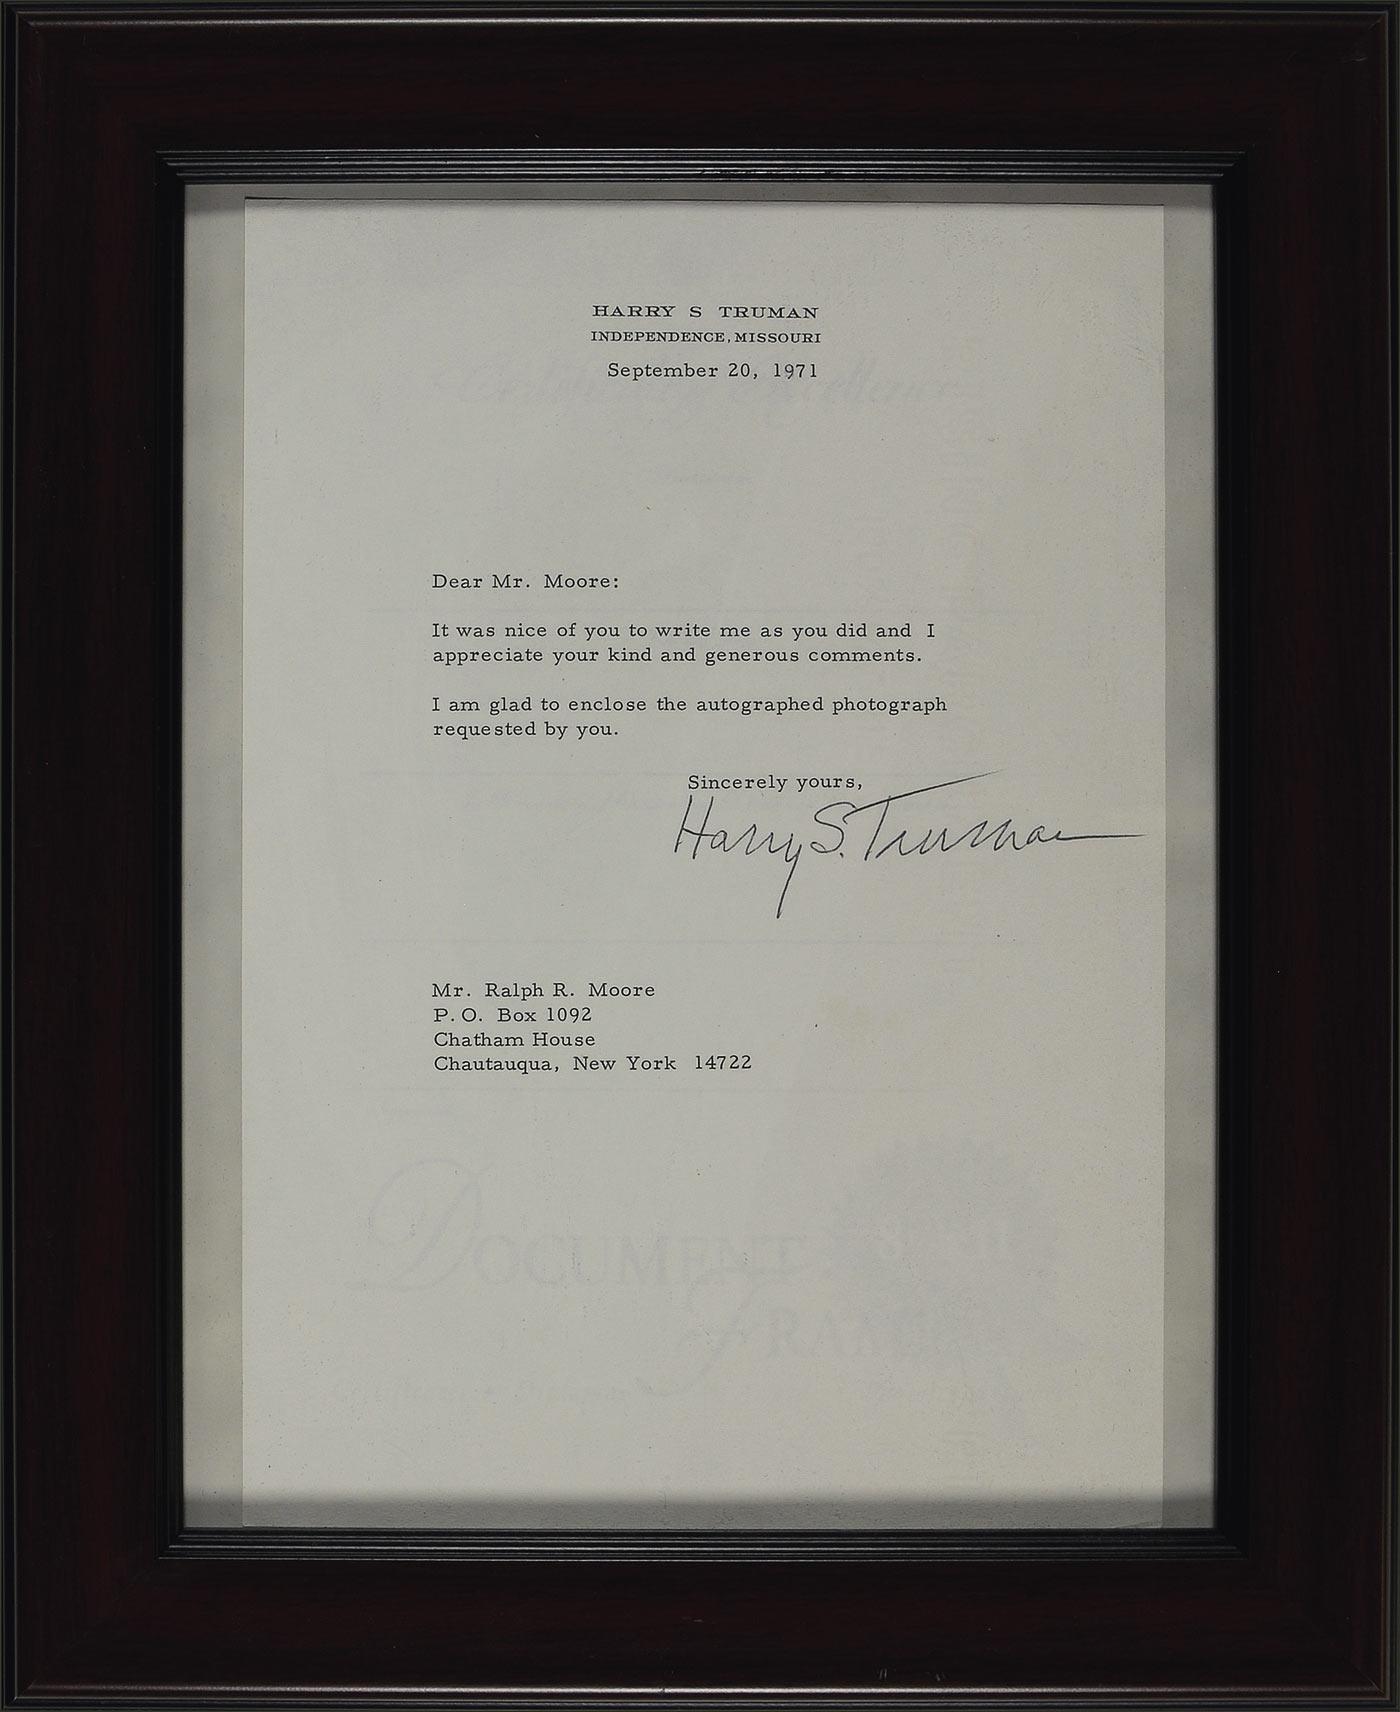 HARRY S TRUMAN
INDEPENDENCE, MISSOURI
September 20, 1971
Dear Mr. Moore:
It was nice of you to write me as you did and I
appreciate your kind and generous comments.
I am glad to enclose the autographed photograph
requested by you.
Sincerely yours,
Harry S. Truman
Mr. Ralph R. Moore
P.O. Box 1092
Chatham House
Chautauqua, New York 14722
DOCUMENT